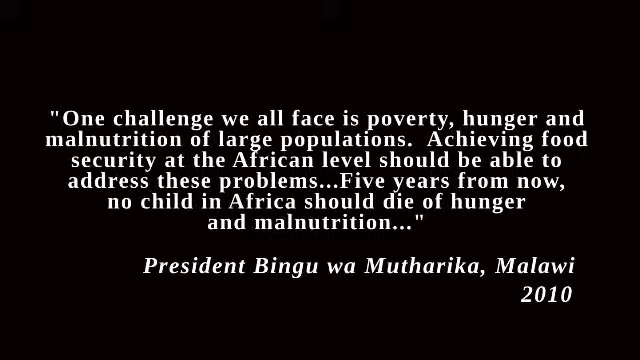 "One challenge we all face is poverty, hunger and
malnutrition of large populations.  Achieving food
security at the African level should be able to
address these problems...Five years from now,
no child in Africa should die of hunger
and malnutrition..."
President Bingu wa Mutharika, Malawi
2010